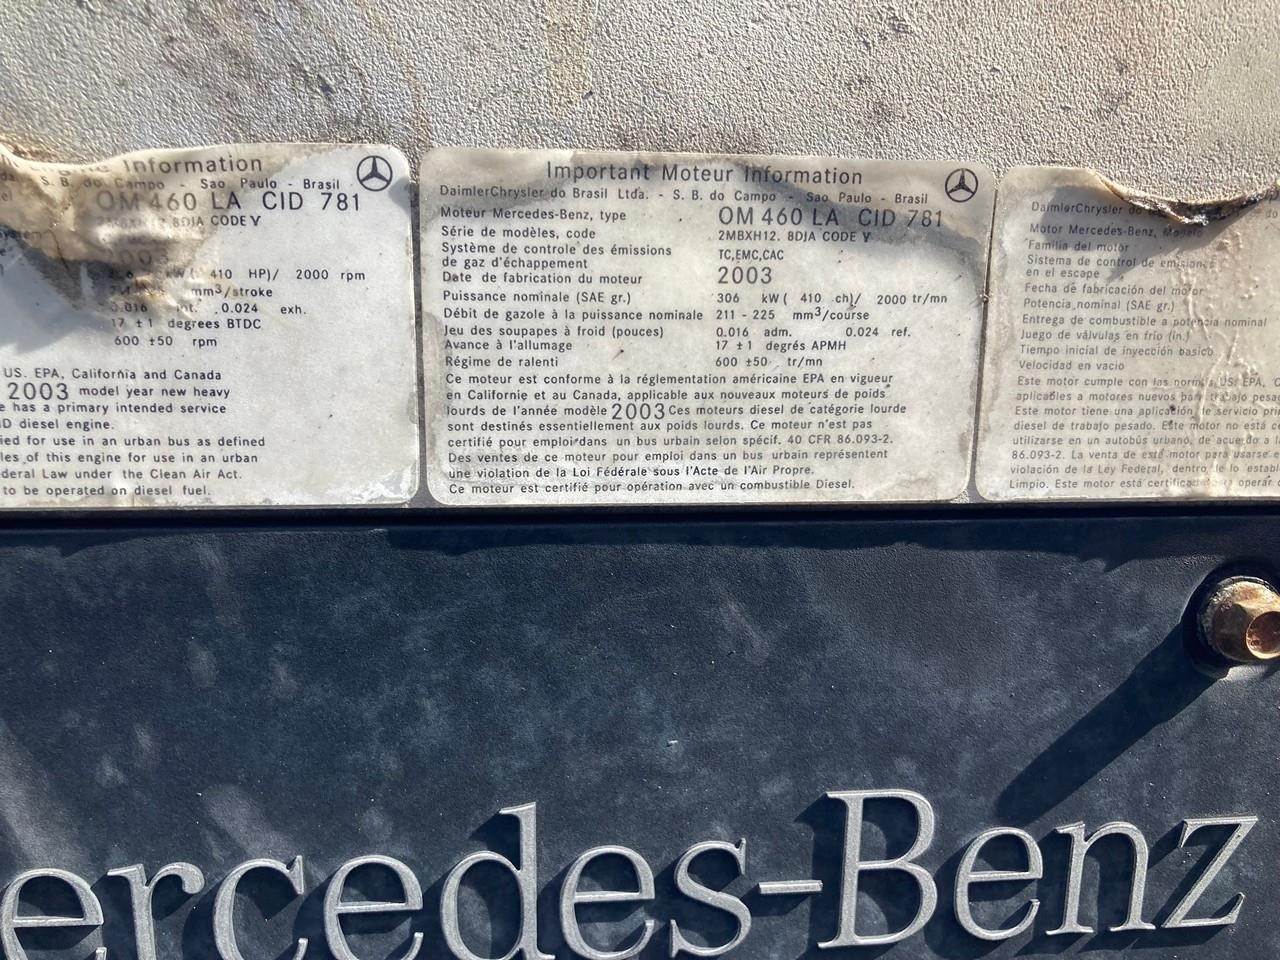 Information
S. B. do Campo - Sao Paulo - Brasil
OM 460 LA CID 781
8DJA CODE V
2003
kW( 410 HP)/ 2000 rpm
mm³/stroke
0.016 int. 0.024 exh.
17 ± 1 degrees BTDC
600 ±50 rpm
US. EPA, California and Canada
2003 model year new heavy
has a primary intended service
diesel engine.
for use in an urban bus as defined
of this engine for use in an urban
Law under the Clean Air Act.
to be operated on diesel fuel.
Important Moteur Information
DaimlerChrysler do Brasil Ltda. - S. B. do Campo - Sao Paulo - Brasil
Moteur Mercedes-Benz, type OM 460 LA CID 781
Série de modèles, code 2MBXH12. 8DJA CODE V
Système de controle des émissions TC,EMC,CAC
de gaz d'échappement
Date de fabrication du moteur 2003
Puissance nominale (SAE gr.) 306 kW ( 410 ch)/ 2000 tr/mn
Débit de gazole à la puissance nominale 211 - 225 mm³/course
Jeu des soupapes à froid (pouces) 0.016 adm. 0.024 ref.
Avance à l'allumage 17 ± 1 degrés APMH
Régime de ralenti 600 ±50 tr/mn
Ce moteur est conforme à la réglementation américaine EPA en vigueur
en Californie et au Canada, applicable aux nouveaux moteurs de poids
lourds de l'année modèle 2003 Ces moteurs diesel de catégorie lourde
sont destinés essentiellement aux poids lourds. Ce moteur n'est pas
certifié pour emploi dans un bus urbain selon spécif. 40 CFR 86.093-2.
Des ventes de ce moteur pour emploi dans un bus urbain représentent
une violation de la Loi Fédérale sous l'Acte de l'Air Propre.
Ce moteur est certifié pour opération avec un combustible Diesel.
DaimlerChrysler do
Motor Mercedes-Benz, Modelo
Familia del motor
Sistema de control de emisiones
en el escape
Fecha de fabricación del motor
Potencia nominal (SAE gr.)
Entrega de combustible a potencia nominal
Juego de válvulas en frio (in.)
Tiempo inicial de inyección basico
Velocidad en vacio
Este motor cumple con las normas US. EPA,
aplicables a motores nuevos para trabajo
Este motor tiene una aplicación de servicio
diesel de trabajo pesado. Este motor no está
utilizarse en un autobús urbano, de acuerdo a
86.093-2. La venta de este motor para usarse
violación de la Ley Federal, dentro de lo
Limpio. Este motor está operar
ercedes-Benz